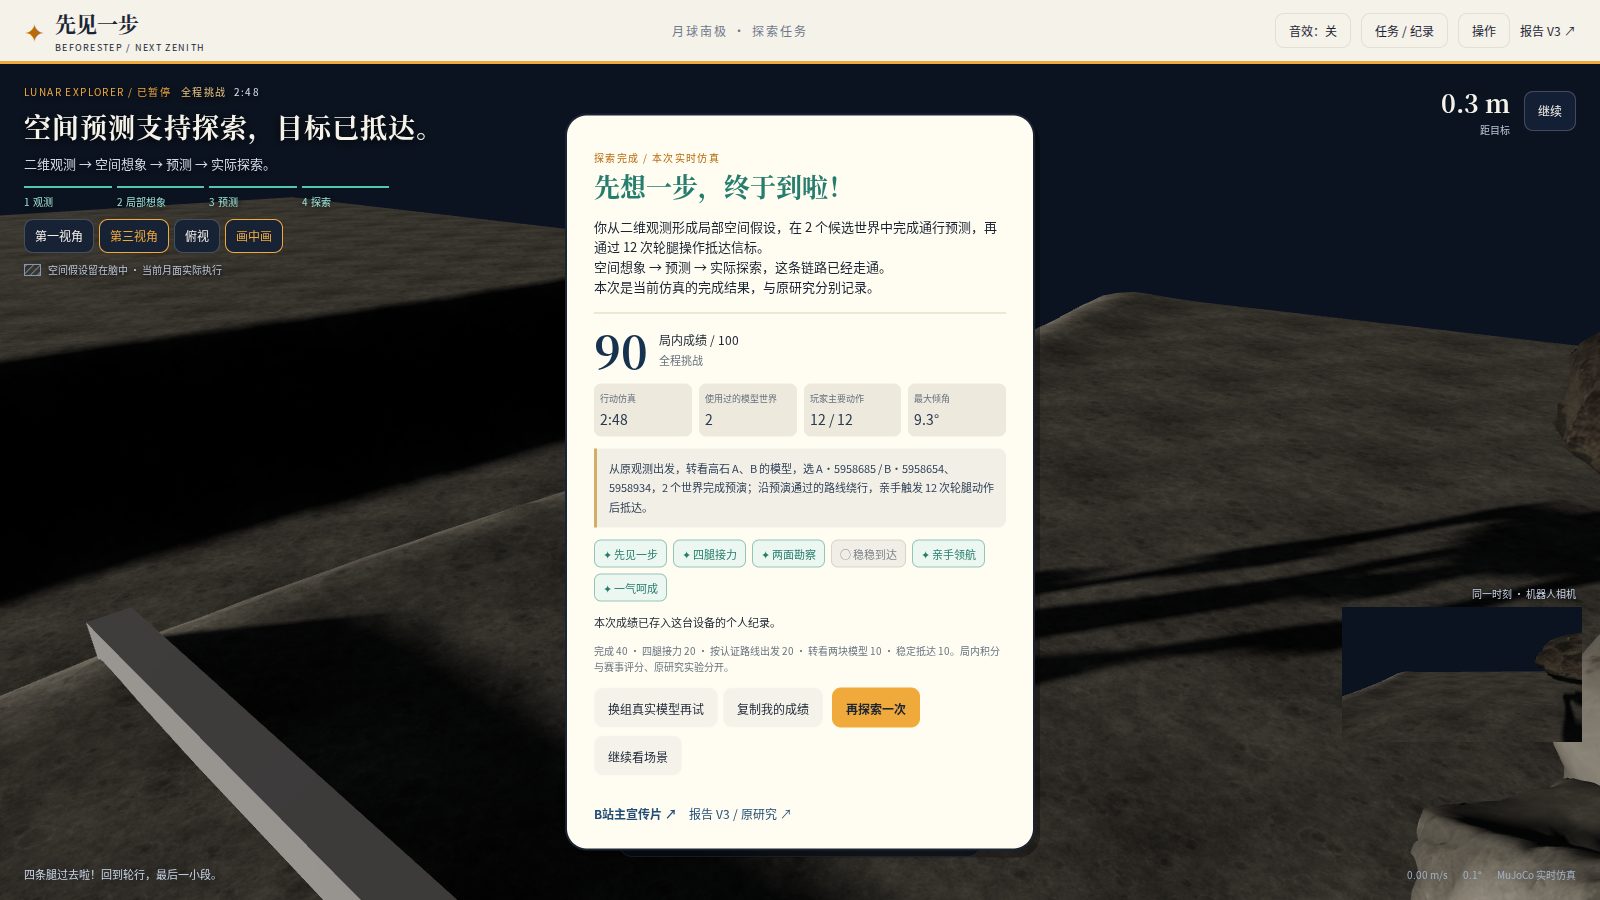 先见一步
BEFORESTEP / NEXT ZENITH
月球南极 · 探索任务
音效：关
任务 / 纪录
操作
报告 V3 ↗
LUNAR EXPLORER / 已暂停 全程挑战 2:48
空间预测支持探索，目标已抵达。
二维观测 → 空间想象 → 预测 → 实际探索。
1 观测
2 局部想象
3 预测
4 探索
第一视角
第三视角
俯视
画中画
空间假设留在脑中 · 当前月面实际执行
0.3 m
距目标
继续
探索完成 / 本次实时仿真
先想一步，终于到啦！
你从二维观测形成局部空间假设，在 2 个候选世界中完成通行预测，再
通过 12 次轮腿操作抵达信标。
空间想象 → 预测 → 实际探索，这条链路已经走通。
本次是当前仿真的完成结果，与原研究分别记录。
90
局内成绩 / 100
全程挑战
行动仿真
2:48
使用过的模型世界
2
玩家主要动作
12 / 12
最大倾角
9.3°
从原观测出发，转看高石 A、B 的模型，选 A · 5958685 / B · 5958654、
5958934，2 个世界完成预演；沿预演通过的路线绕行，亲手触发 12 次轮腿动作
后抵达。
✦ 先见一步
✦ 四腿接力
✦ 两面勘察
◯ 稳稳到达
✦ 亲手领航
✦ 一气呵成
本次成绩已存入这台设备的个人纪录。
完成 40 · 四腿接力 20 · 按认证路线出发 20 · 转看两块模型 10 · 稳定抵达 10。局内积分
与赛事评分、原研究实验分开。
换组真实模型再试
复制我的成绩
再探索一次
继续看场景
B站主宣传片 ↗
报告 V3 / 原研究 ↗
同一时刻 · 机器人相机
四条腿过去啦！回到轮行，最后一小段。
0.00 m/s 0.1° MuJoCo 实时仿真